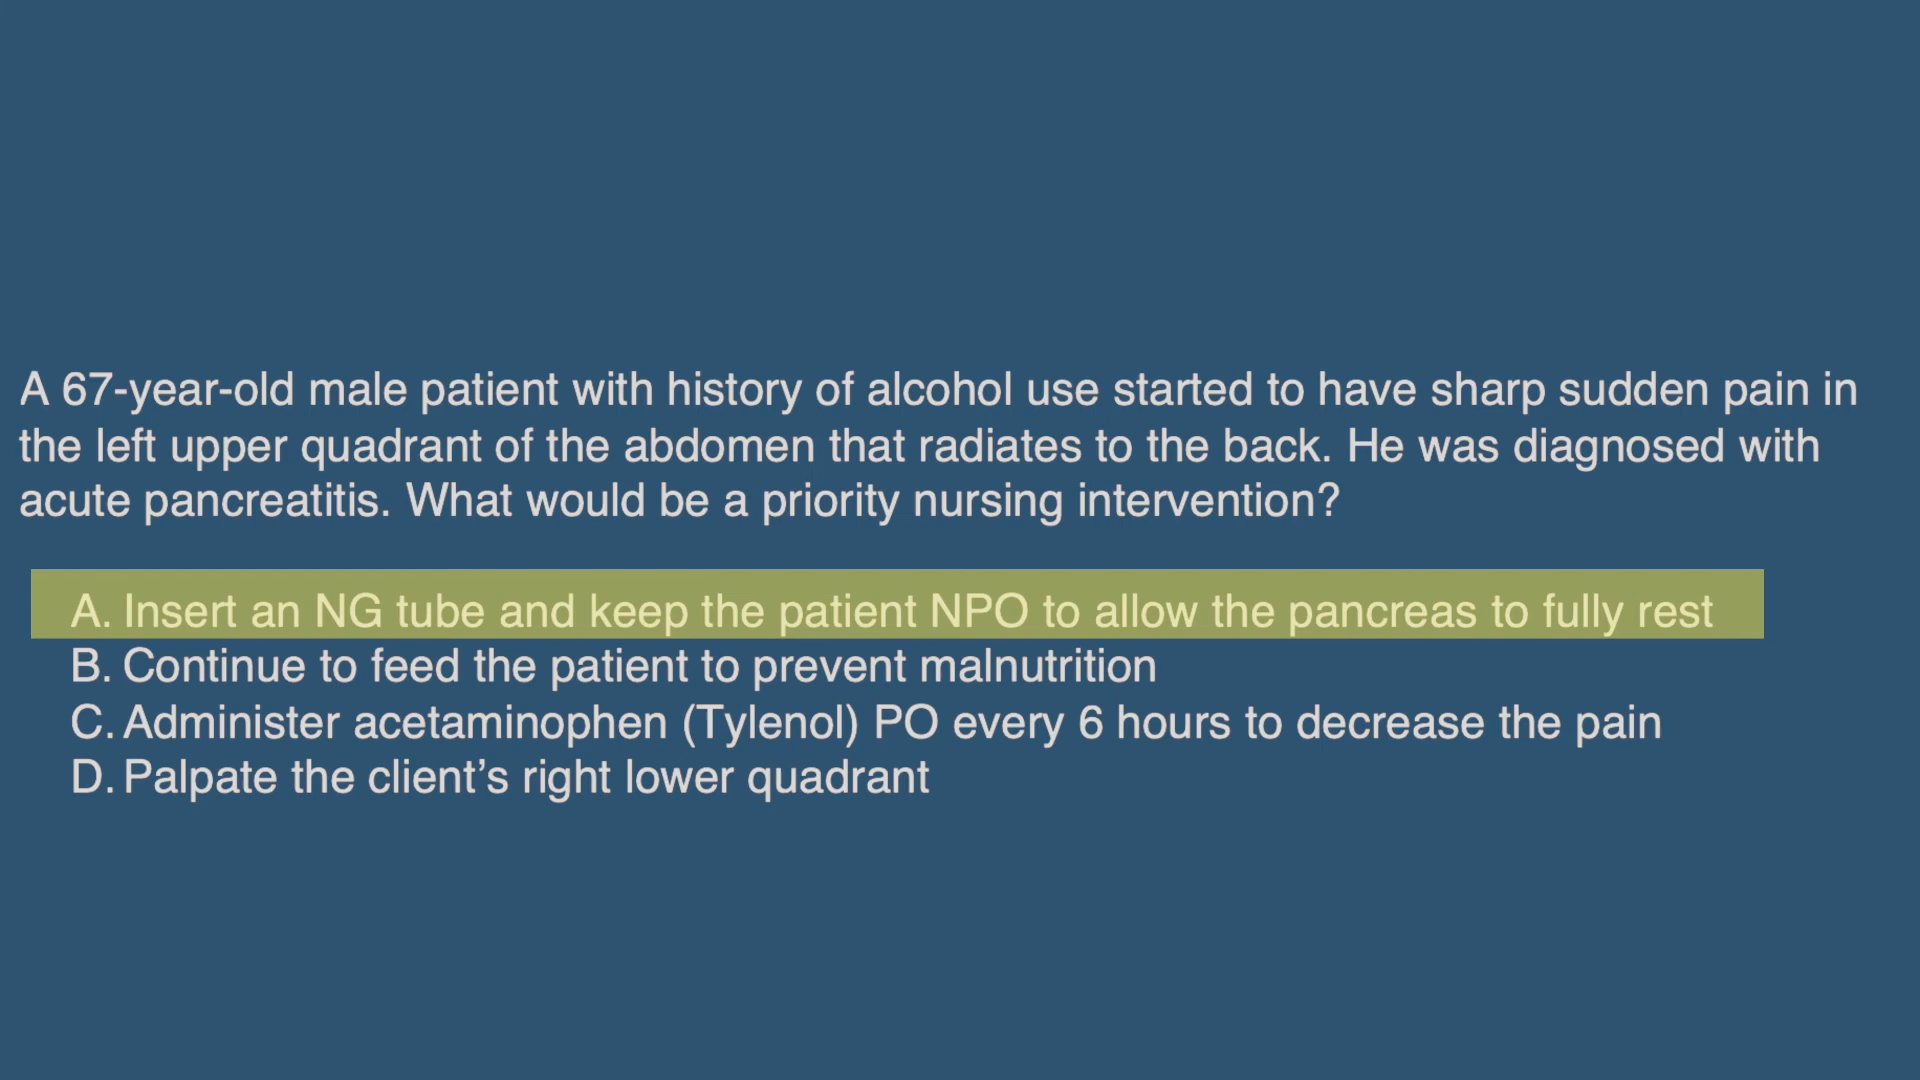 A 67-year-old male patient with history of alcohol use started to have sharp sudden pain in
the left upper quadrant of the abdomen that radiates to the back. He was diagnosed with
acute pancreatitis. What would be a priority nursing intervention?
A. Insert an NG tube and keep the patient NPO to allow the pancreas to fully rest
B. Continue to feed the patient to prevent malnutrition
C. Administer acetaminophen (Tylenol) PO every 6 hours to decrease the pain
D. Palpate the client’s right lower quadrant